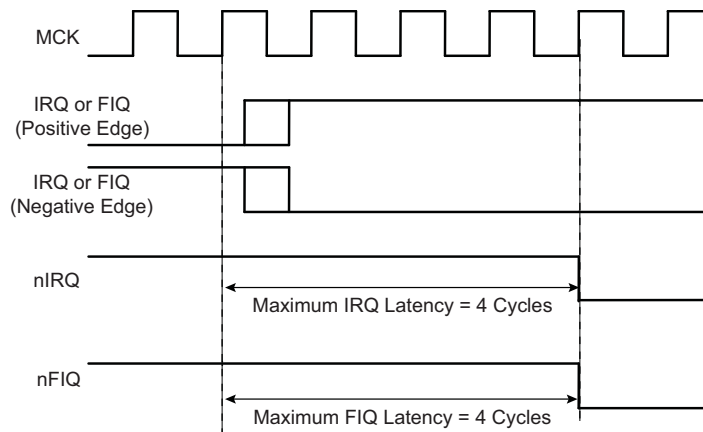 MCK
IRQ or FIQ
(Positive Edge)
IRQ or FIQ
(Negative Edge)
nIRQ
Maximum IRQ Latency = 4 Cycles
nFIQ
Maximum FIQ Latency = 4 Cycles